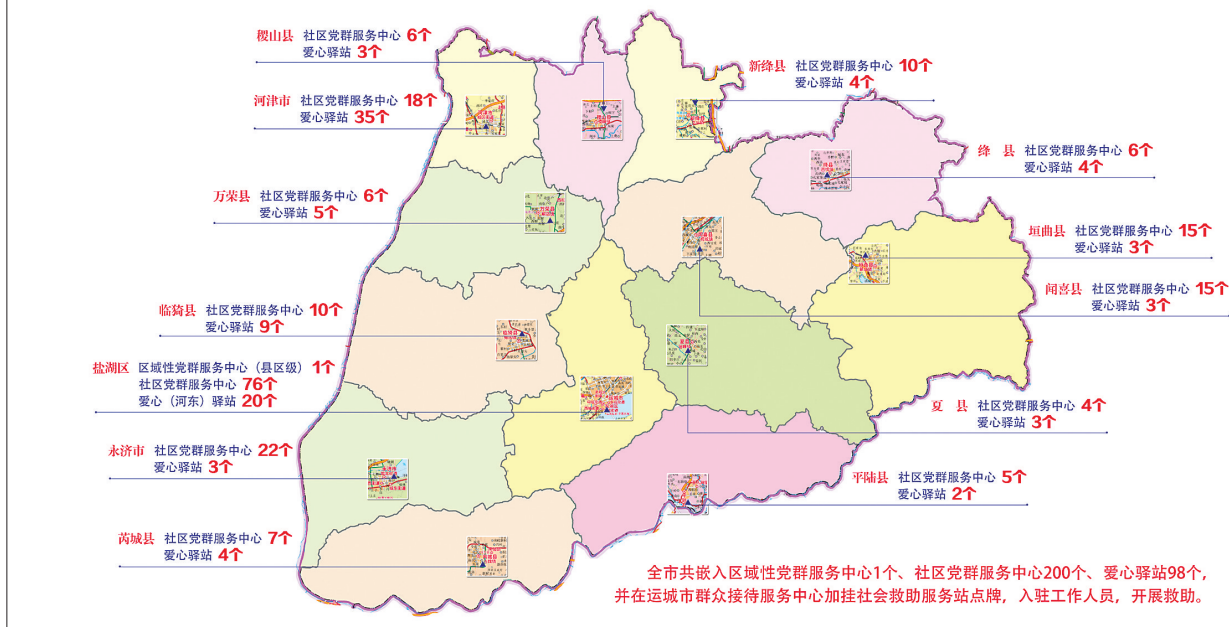 稷山县 社区党群服务中心 6个
爱心驿站 3个
新绛县 社区党群服务中心 10个
爱心驿站 4个
河津市 社区党群服务中心 18个
爱心驿站 35个
绛 县 社区党群服务中心 6个
爱心驿站 4个
万荣县 社区党群服务中心 6个
爱心驿站 5个
垣曲县 社区党群服务中心 15个
爱心驿站 3个
闻喜县 社区党群服务中心 15个
爱心驿站 3个
临猗县 社区党群服务中心 10个
爱心驿站 9个
盐湖区 区域性党群服务中心（县区级） 1个
社区党群服务中心 76个
爱心（河东）驿站 20个
夏 县 社区党群服务中心 4个
爱心驿站 3个
永济市 社区党群服务中心 22个
爱心驿站 3个
平陆县 社区党群服务中心 5个
爱心驿站 2个
芮城县 社区党群服务中心 7个
爱心驿站 4个
全市共嵌入区域性党群服务中心1个、社区党群服务中心200个、爱心驿站98个，
并在运城市群众接待服务中心加挂社会救助服务站点牌，入驻工作人员，开展救助。